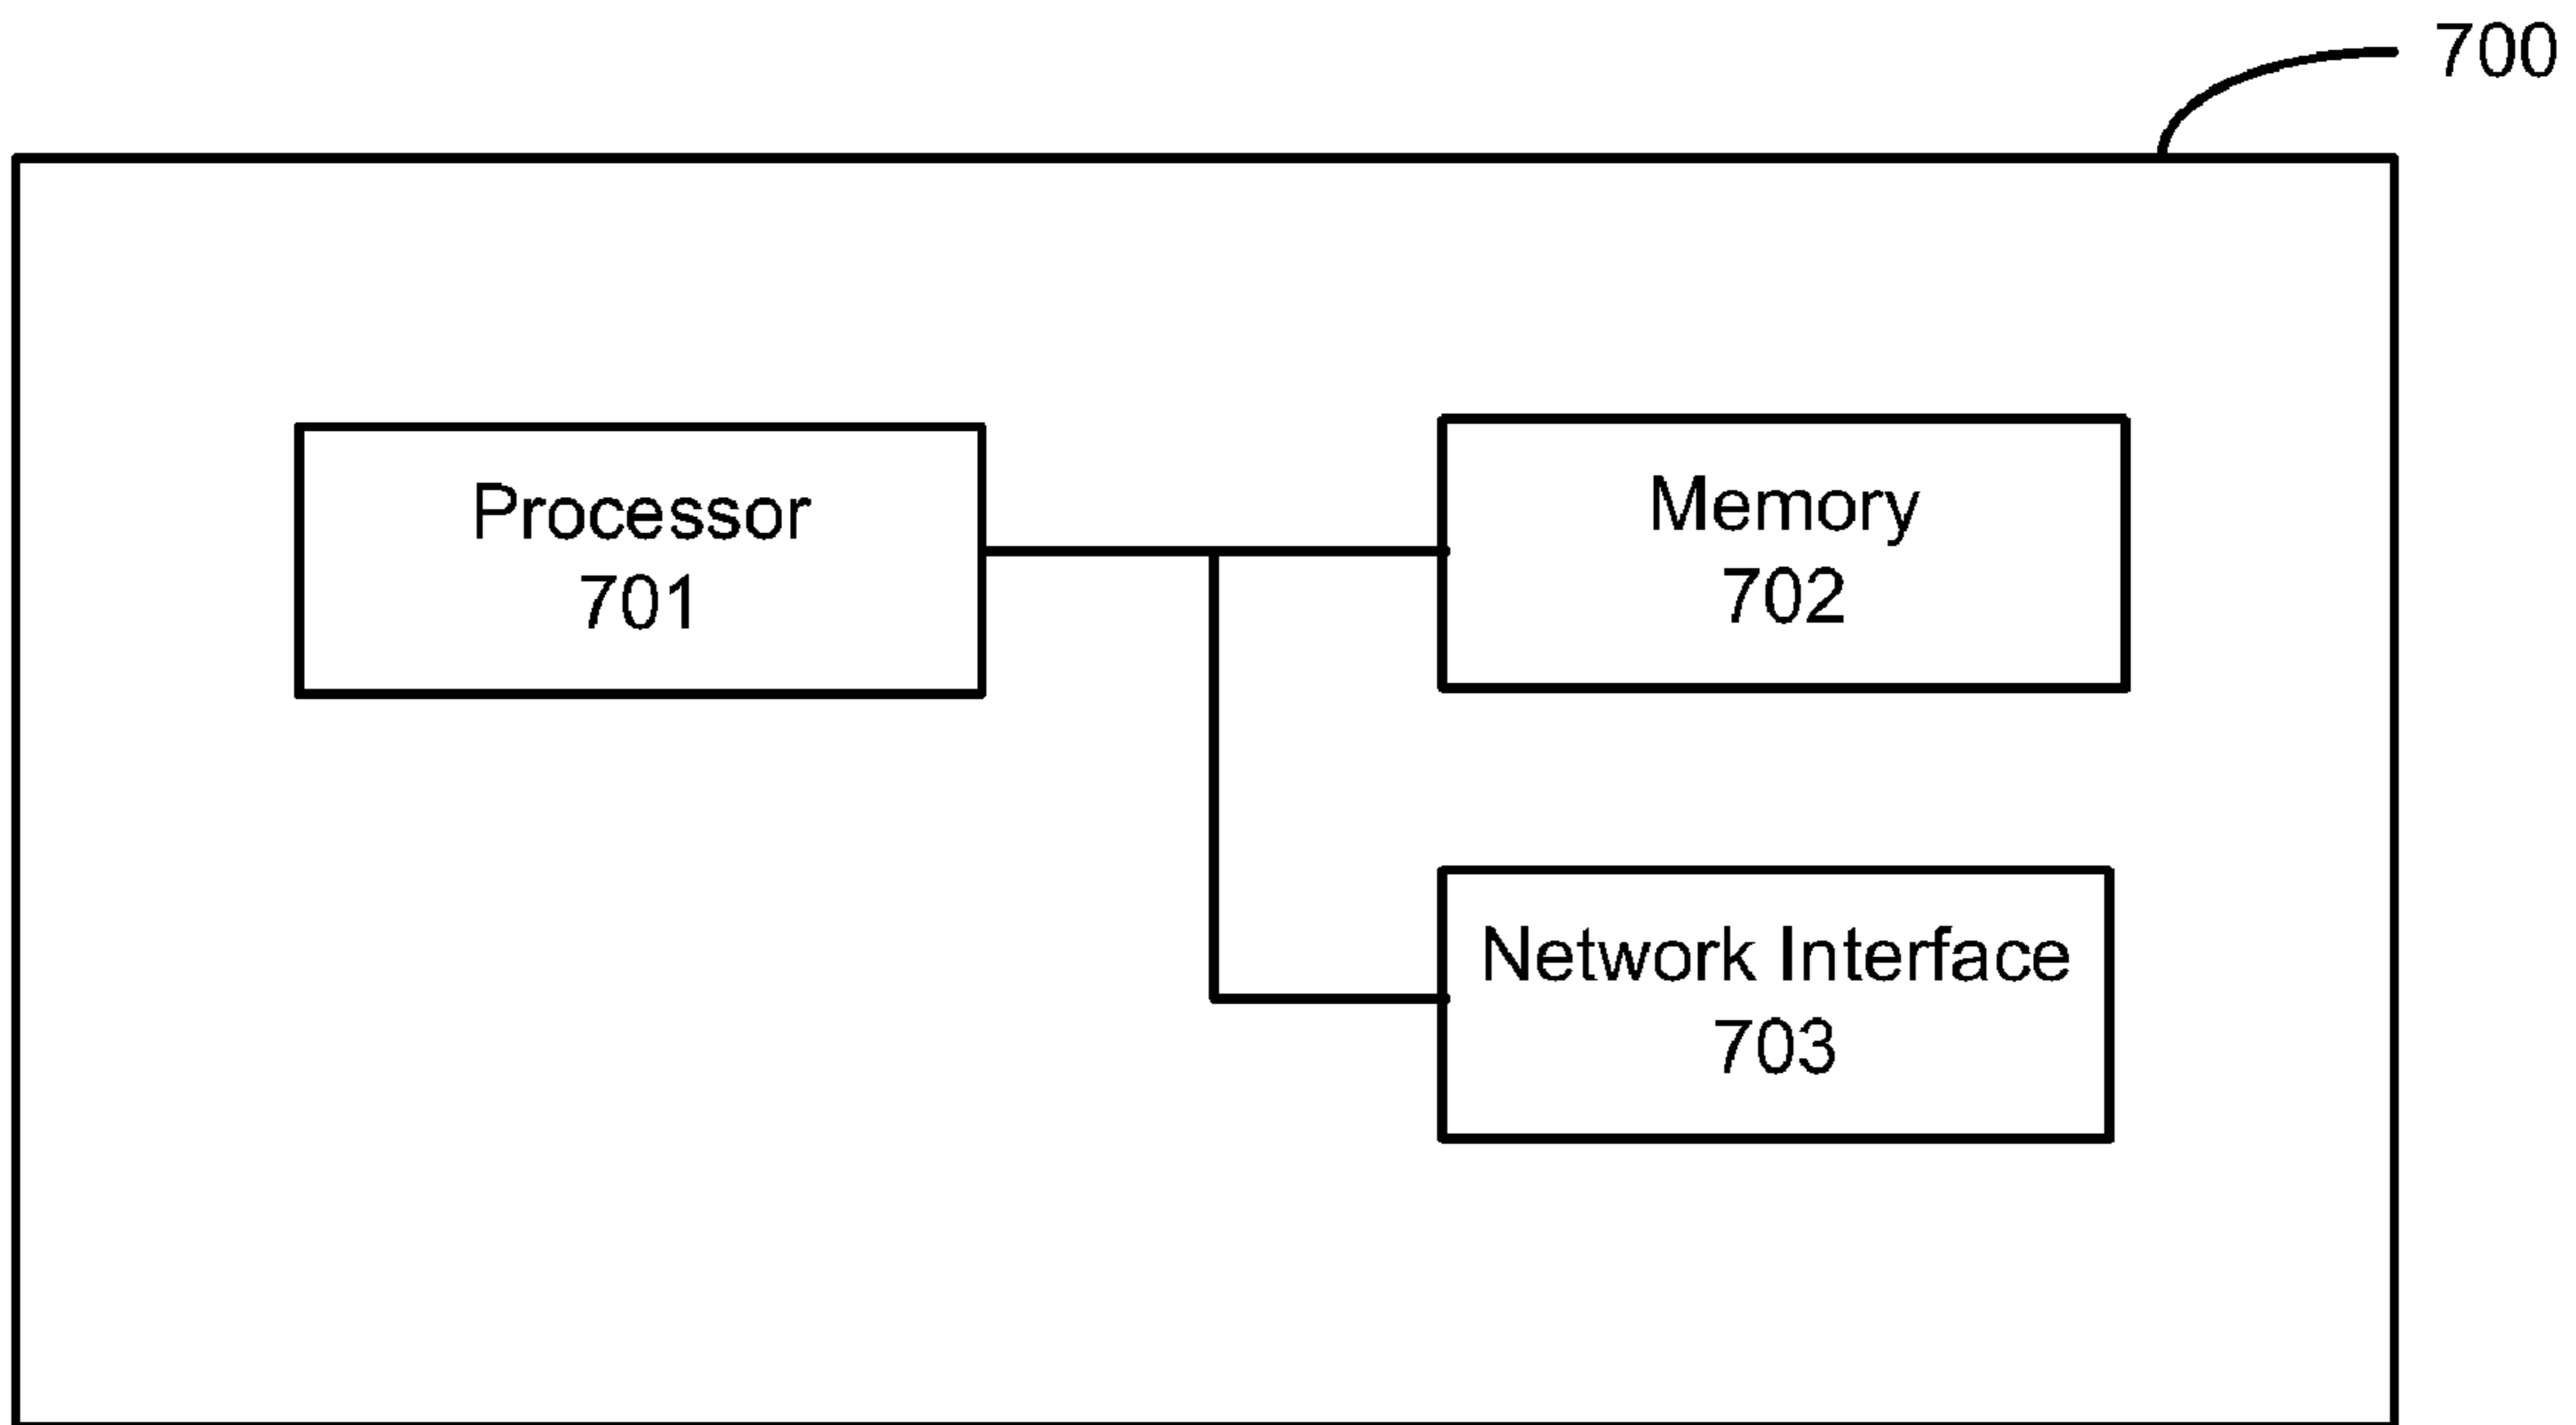 700
Processor
701
Memory
702
Network Interface
703